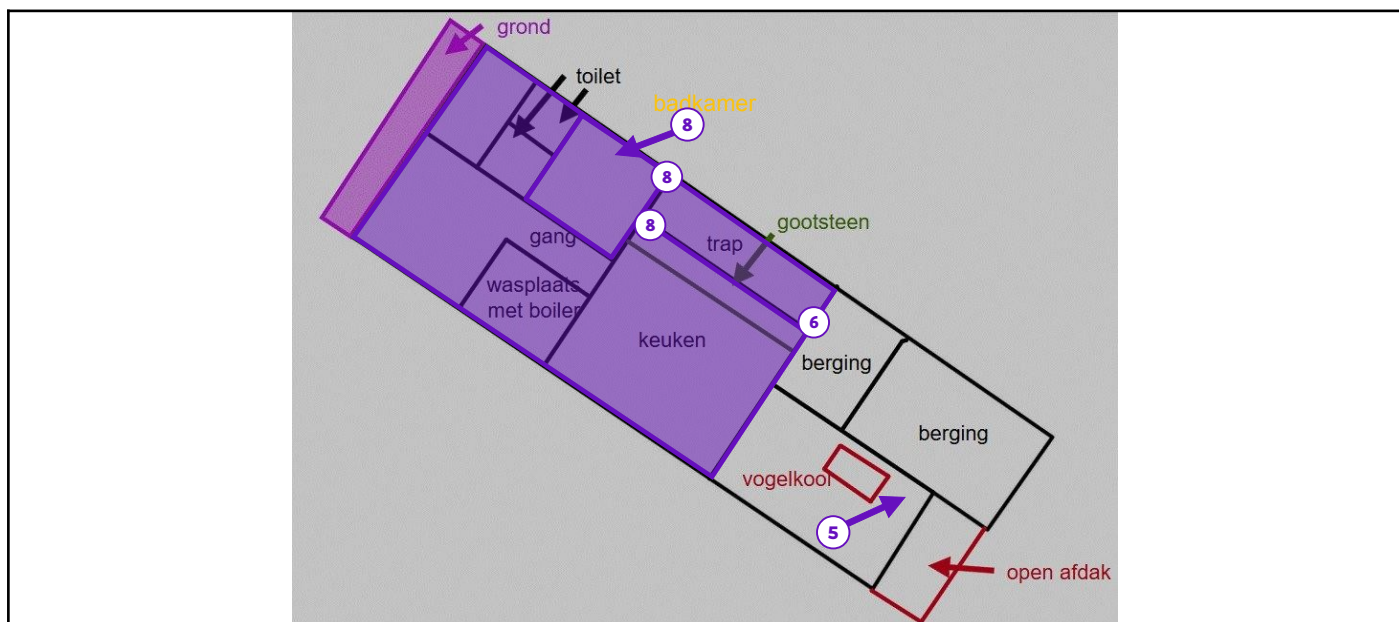 grond
toilet
badkamer
8
8
8
gootsteen
trap
gang
wasplaats
met boiler
keuken
6
berging
berging
vogelkool
5
open afdak